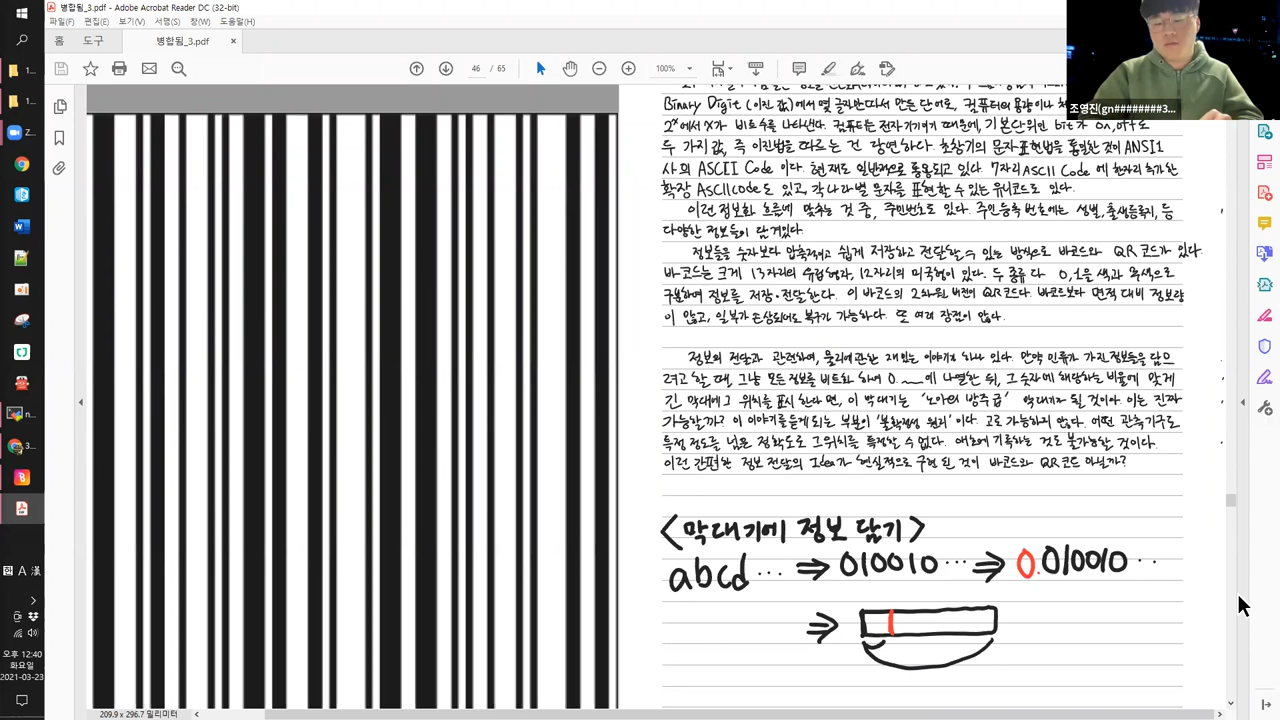 병합됨_3.pdf - Adobe Acrobat Reader DC (32-bit)
파일(F) 편집(E) 보기(V) 서명(S) 창(W) 도움말(H)
홈 도구 병합됨_3.pdf ×
46 / 65 100%
조영진(gn########3...
Binary Digit(이진 값)에서 몇 글자만따서 만든 단어로, 컴퓨터의 용량이나
2ˣ에서 x가 비트수를 나타낸다. 컴퓨터는 전자기기이기 때문에, 기본단위인 bit가 on, off로
두 가지 값, 즉 이진법을 따르는 건 당연하다. 초창기의 문자표현법을 통일한 것이 ANSI
사의 ASCII Code 이다. 현재도 일반적으로 통용되고 있다. 7자리 ASCII Code 에 한자리 추가한
확장 ASCII code도 있고, 각 나라별 문자를 표현할 수 있는 유니코드도 있다.
이런 정보화 흐름에 맞추는 것 중, 주민번호도 있다. 주민등록 번호에는 성별, 출생등록지, 등
다양한 정보들이 담겨있다.
정보들을 숫자보다 압축적이고 쉽게 저장하고 전달할 수 있는 방식으로 바코드와 QR 코드가 있다.
바코드는 크게 13자리의 유럽형과, 12자리의 미국형이 있다. 두 종류 다 0, 1을 색과 폭으로
구분하며 정보를 저장·전달한다. 이 바코드의 2차원 버전이 QR코드다. 바코드보다 면적 대비 정보량
이 많고, 일부가 손상되어도 복구가 가능하다. 또 여러 장점이 많다.
정보의 전달과 관련하여, 물리에 관한 재밌는 이야기가 하나 있다. 만약 인류가 가진 정보들을 담으
려고 할 때, 그냥 모든 정보를 비트화 하여 0. ~~에 나열한 뒤, 그 숫자에 해당하는 비율에 맞게
긴 막대에 그 위치를 표시 한다면, 이 막대기는 '노아의 방주 급' 막대기가 될 것이야. 이는 진짜
가능할까? 이 이야기를 듣게 되는 부분이 '불확정성 원리' 이다. 고로 가능하지 않다. 어떤 관측기구도
특정 정도를 넘은 정확도로 그 위치를 특정할 수 없다. 애초에 기록하는 것도 불가능할 것이다.
이런 간편한 정보 전달의 Idea가 현실적으로 구현 된 것이 바코드와 QR코드 아닐까?
<막대기에 정보 담기>
abcd ··· ⇒ 010010 ··· ⇒ 0.010010 ··
⇒
209.9 x 296.7 밀리미터
한 A 漢
오후 12:40
화요일
2021-03-23